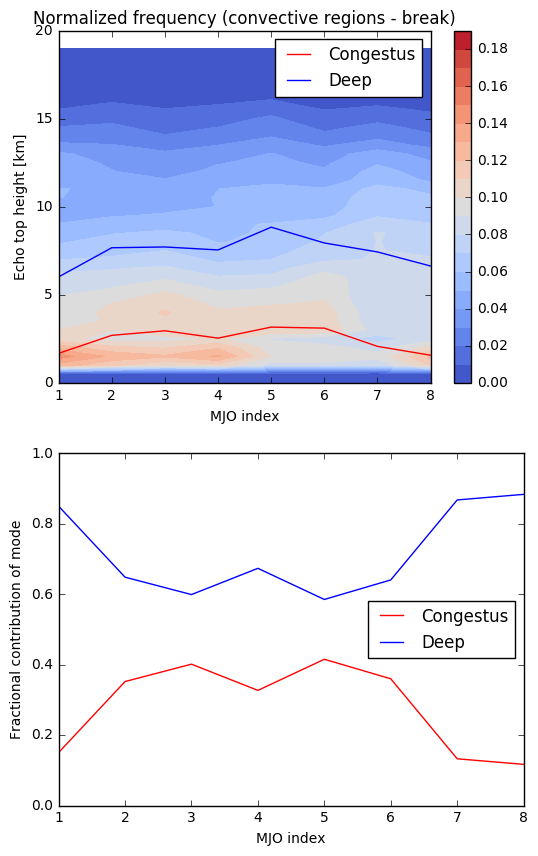 Normalized frequency (convective regions - break)
20
15
10
5
0
Echo top height [km]
Congestus
Deep
1 2 3 4 5 6 7 8
MJO index
0.18
0.16
0.14
0.12
0.10
0.08
0.06
0.04
0.02
0.00
1.0
0.8
0.6
0.4
0.2
0.0
Fractional contribution of mode
Congestus
Deep
1 2 3 4 5 6 7 8
MJO index